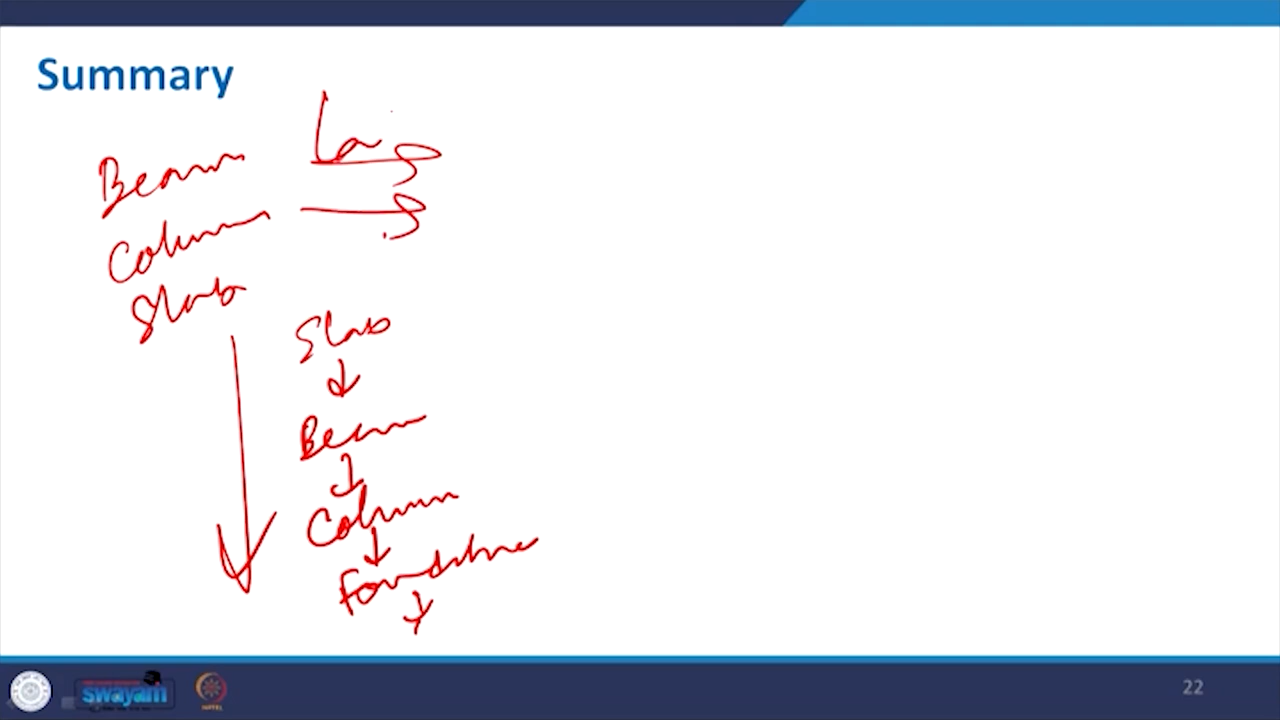 Summary
Beam
Column
Slab
Slab
Beam
Column
Foundation
swayam
22